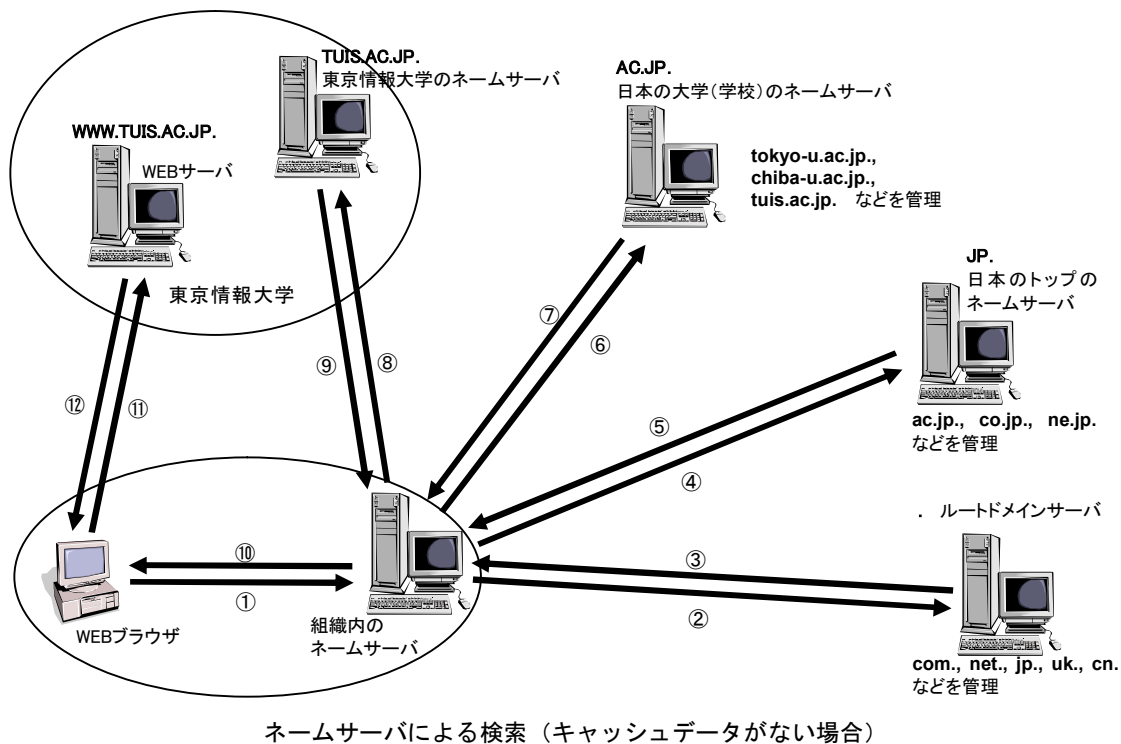 TUIS.AC.JP.
東京情報大学のネームサーバ
AC.JP.
日本の大学(学校)のネームサーバ
WWW.TUIS.AC.JP.
WEBサーバ
tokyo-u.ac.jp.,
chiba-u.ac.jp.,
tuis.ac.jp. などを管理
JP.
日本のトップの
ネームサーバ
東京情報大学
⑦
⑥
⑨
⑧
⑫
⑪
ac.jp., co.jp., ne.jp.
などを管理
⑤
④
. ルートドメインサーバ
⑩
①
③
②
WEBブラウザ
組織内の
ネームサーバ
com., net., jp., uk., cn.
などを管理
ネームサーバによる検索(キャッシュデータがない場合)